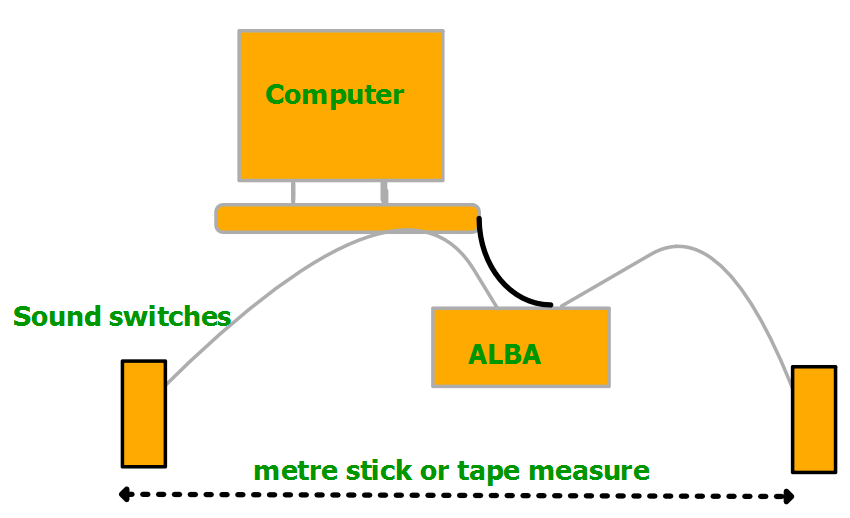 Computer
Sound switches
ALBA
metre stick or tape measure